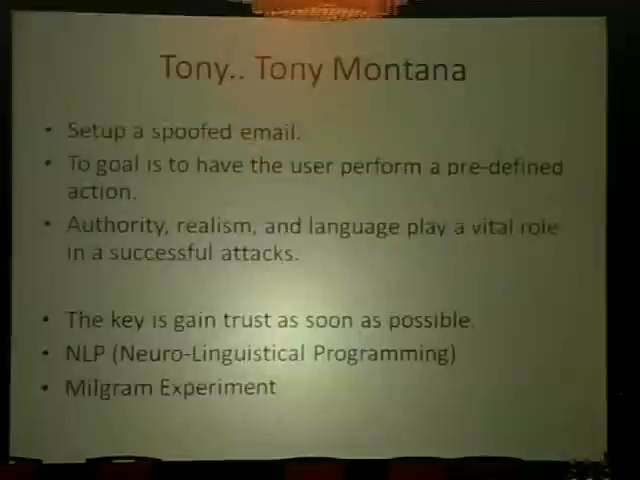 Tony.. Tony Montana
• Setup a spoofed email.
• To goal is to have the user perform a pre-defined
action.
• Authority, realism, and language play a vital role
in a successful attacks.
• The key is gain trust as soon as possible.
• NLP (Neuro-Linguistical Programming)
• Milgram Experiment